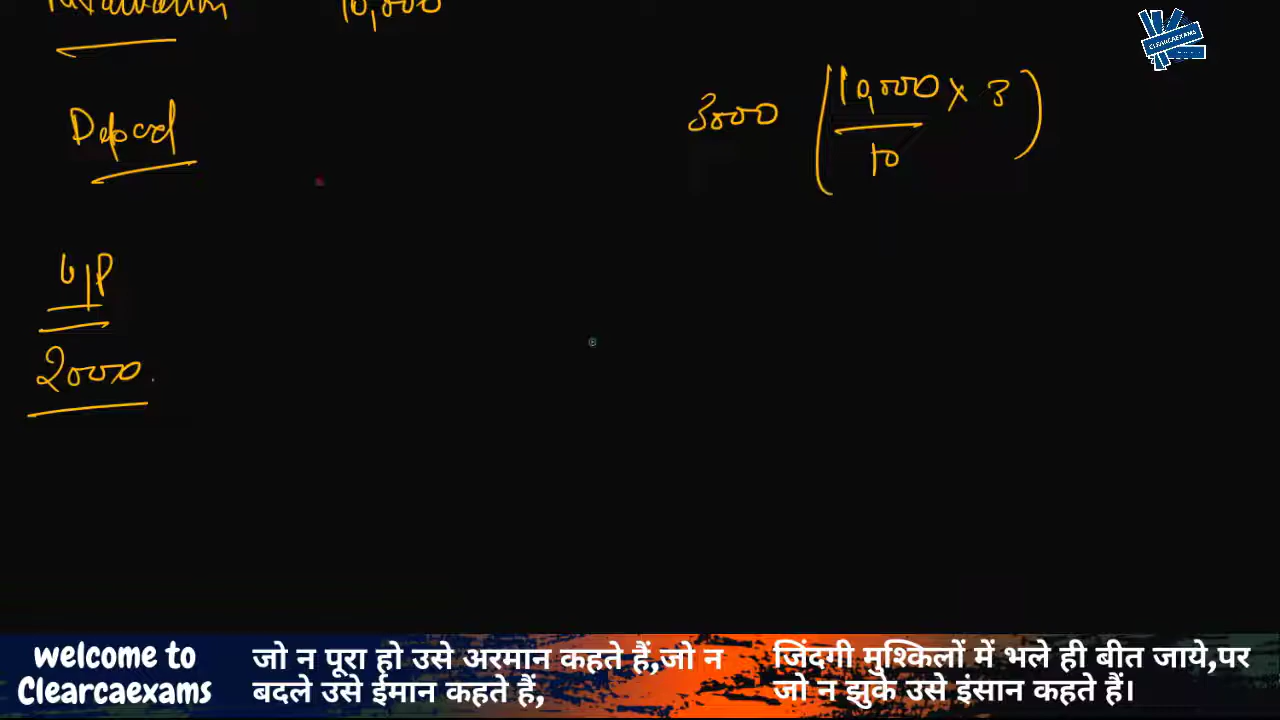 10,000
3000 (10,000 x 3 / 10)
U|P
2000
CLEARCAEXAMS
welcome to
Clearcaexams
जो न पूरा हो उसे अरमान कहते हैं,जो न
बदले उसे ईमान कहते हैं,
जिंदगी मुश्किलों में भले ही बीत जाये,पर
जो न झुके उसे इंसान कहते हैं।